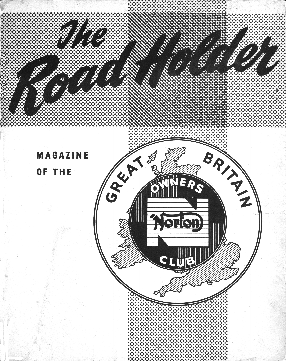 The
Road Holder
MAGAZINE
OF THE
GREAT BRITAIN
OWNERS
Norton
CLUB